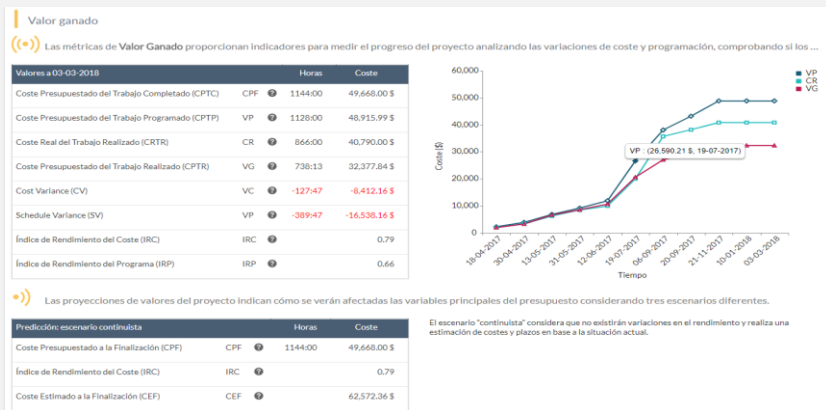 Valor ganado
Las métricas de Valor Ganado proporcionan indicadores para medir el progreso del proyecto analizando las variaciones de coste y programación, comprobando si los ...
Valores a 03-03-2018 Horas Coste
Coste Presupuestado del Trabajo Completado (CPTC) CPF ? 1144:00 49,668.00 $
Coste Presupuestado del Trabajo Programado (CPTP) VP ? 1128:00 48,915.99 $
Coste Real del Trabajo Realizado (CRTR) CR ? 866:00 40,790.00 $
Coste Presupuestado del Trabajo Realizado (CPTR) VG ? 738:13 32,377.84 $
Cost Variance (CV) VC ? -127:47 -8,412.16 $
Schedule Variance (SV) VP ? -389:47 -16,538.16 $
Índice de Rendimiento del Coste (IRC) IRC ? 0.79
Índice de Rendimiento del Programa (IRP) IRP ? 0.66
60,000
50,000
40,000
30,000
20,000
10,000
0
Coste ($)
VP : (26,590.21 $, 19-07-2017)
VP
CR
VG
18-04-2017 30-04-2017 13-05-2017 31-05-2017 12-06-2017 19-07-2017 06-09-2017 20-09-2017 21-11-2017 10-01-2018 03-03-2018
Tiempo
Las proyecciones de valores del proyecto indican cómo se verán afectadas las variables principales del presupuesto considerando tres escenarios diferentes.
Predicción: escenario continuista Horas Coste
Coste Presupuestado a la Finalización (CPF) CPF ? 1144:00 49,668.00 $
Índice de Rendimiento del Coste (IRC) IRC ? 0.79
Coste Estimado a la Finalización (CEF) CEF ? 62,572.36 $
El escenario "continuista" considera que no existirán variaciones en el rendimiento y realiza una
estimación de costes y plazos en base a la situación actual.